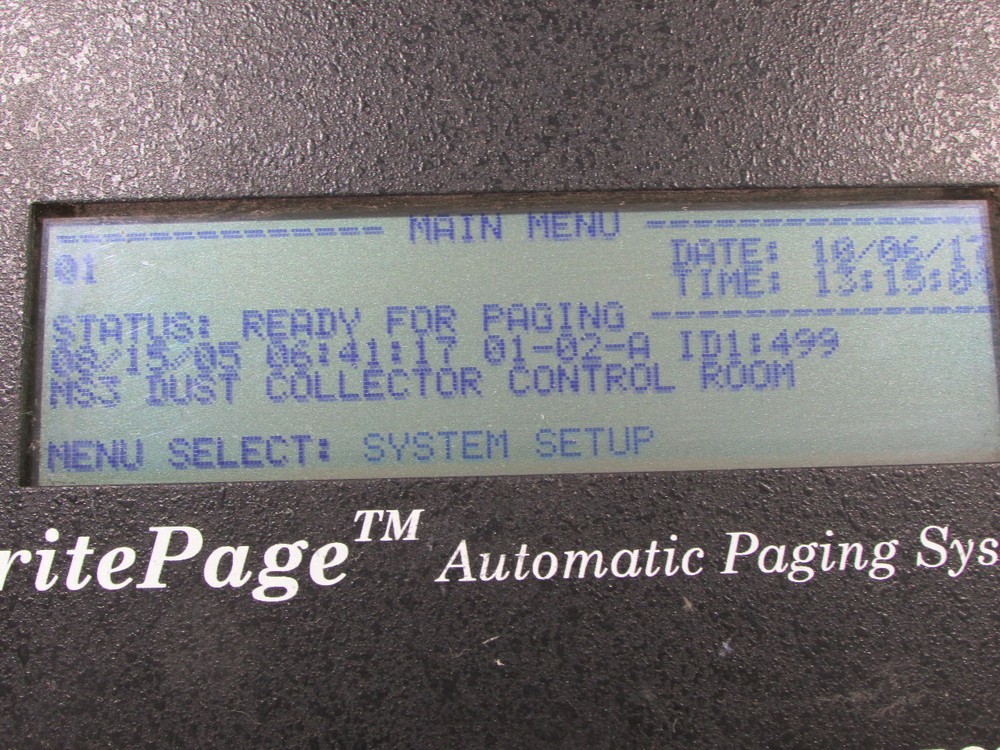 --------------- MAIN MENU ---------------
01 DATE: 10/06/17
TIME: 13:15:0
STATUS: READY FOR PAGING ---------------
08/15/05 06:41:17 01-02-A ID1:499
MS3 DUST COLLECTOR CONTROL ROOM
MENU SELECT: SYSTEM SETUP
ritePage™ Automatic Paging Sys